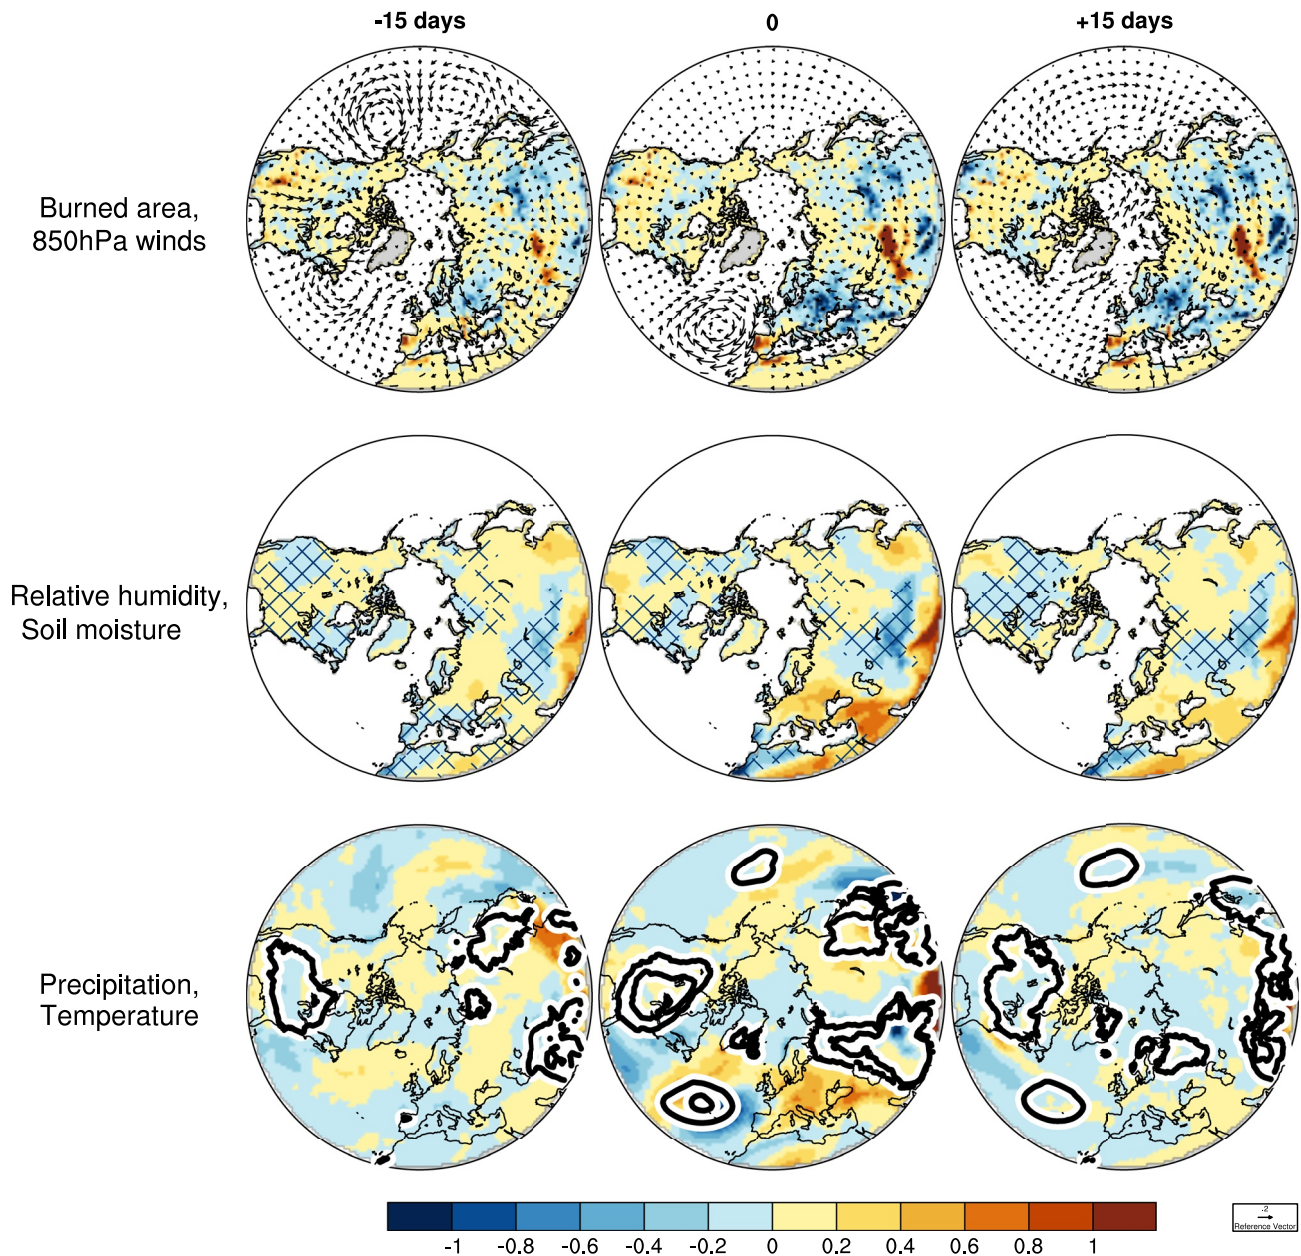 -15 days
0
+15 days
Burned area,
850hPa winds
Relative humidity,
Soil moisture
Precipitation,
Temperature
-1 -0.8 -0.6 -0.4 -0.2 0 0.2 0.4 0.6 0.8 1
.2
Reference Vector